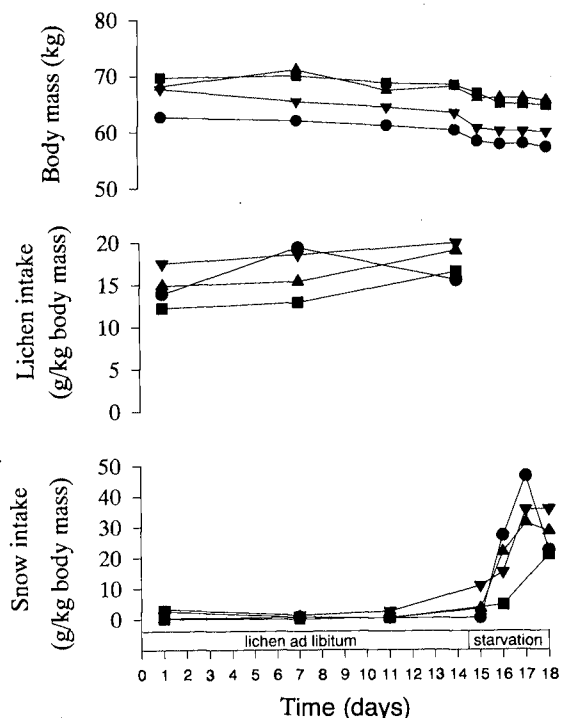 Body mass (kg)
80
70
60
50
Lichen intake
(g/kg body mass)
20
15
10
5
0
Snow intake
(g/kg body mass)
50
40
30
20
10
0
lichen ad libitum
starvation
0 1 2 3 4 5 6 7 8 9 10 11 12 13 14 15 16 17 18
Time (days)